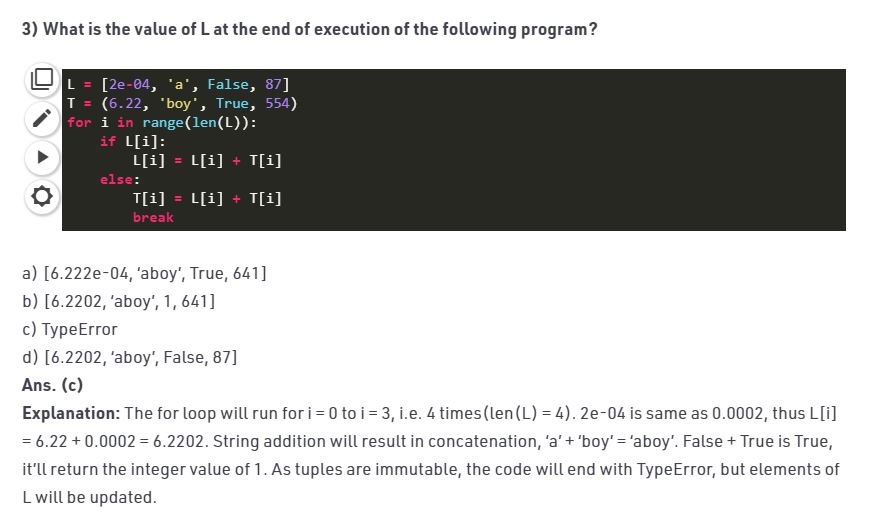 3) What is the value of L at the end of execution of the following program?
L = [2e-04, 'a', False, 87]
T = (6.22, 'boy', True, 554)
for i in range(len(L)):
    if L[i]:
        L[i] = L[i] + T[i]
    else:
        T[i] = L[i] + T[i]
        break
a) [6.222e-04, ‘aboy’, True, 641]
b) [6.2202, ‘aboy’, 1, 641]
c) TypeError
d) [6.2202, ‘aboy’, False, 87]
Ans. (c)
Explanation: The for loop will run for i = 0 to i = 3, i.e. 4 times(len(L) = 4). 2e-04 is same as 0.0002, thus L[i]
= 6.22 + 0.0002 = 6.2202. String addition will result in concatenation, ‘a’ + ‘boy’ = ‘aboy’. False + True is True,
it’ll return the integer value of 1. As tuples are immutable, the code will end with TypeError, but elements of
L will be updated.